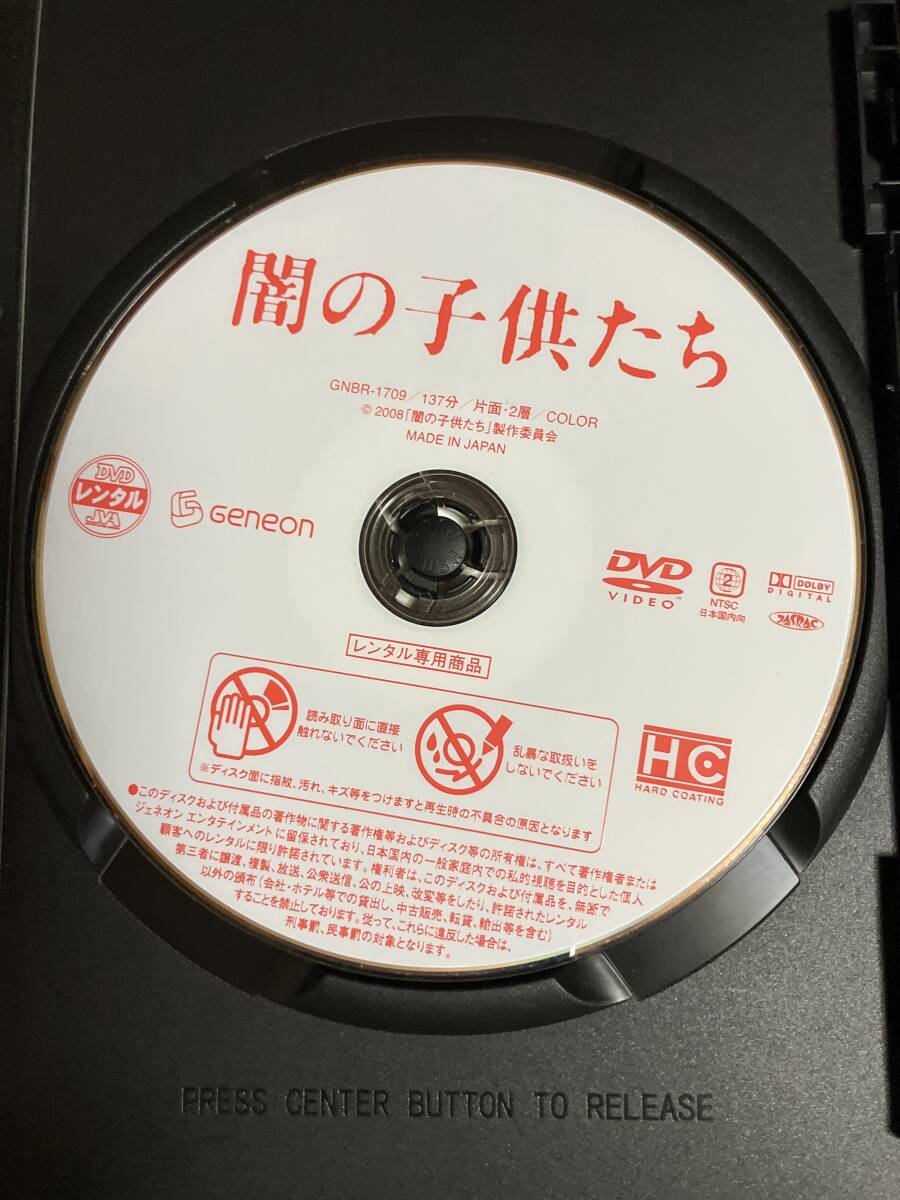 闇の子供たち
GNBR-1709/137分/片面・2層/COLOR
© 2008「闇の子供たち」製作委員会
MADE IN JAPAN
DVD
レンタル
JVA
Geneon
DVD
VIDEO
2
NTSC
日本国内向
DOLBY
DIGITAL
JASRAC
レンタル専用商品
読み取り面に直接
触れないでください
乱暴な取扱いを
しないでください
※ディスク面に指紋、汚れ、キズ等をつけますと再生時の不具合の原因となります
HC
HARD COATING
●このディスクおよび付属品の著作物に関する著作権等およびディスク等の所有権は、すべて著作権者または
ジェネオン エンタテインメントに留保されており、日本国内の一般家庭内での私的視聴を目的とした個人
顧客へのレンタルに限り許諾されています。権利者は、このディスクおよび付属品を、無断で
第三者に譲渡、複製、放送、公衆送信、公の上映、改変等をしたり、許諾されたレンタル
以外の頒布(会社・ホテル等での貸出し、中古販売、転貸、輸出等を含む)
することを禁止しております。従って、これらに違反した場合は、
刑事罰、民事罰の対象となります。
PRESS CENTER BUTTON TO RELEASE